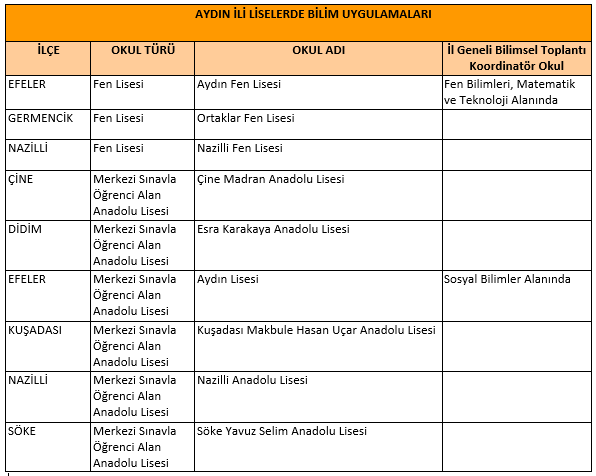 AYDIN İLİ LİSELERDE BİLİM UYGULAMALARI
İLÇE OKUL TÜRÜ OKUL ADI İl Geneli Bilimsel Toplantı
Koordinatör Okul
EFELER Fen Lisesi Aydın Fen Lisesi Fen Bilimleri, Matematik
ve Teknoloji Alanında
GERMENCİK Fen Lisesi Ortaklar Fen Lisesi
NAZİLLİ Fen Lisesi Nazilli Fen Lisesi
ÇİNE Merkezi Sınavla Çine Madran Anadolu Lisesi
Öğrenci Alan
Anadolu Lisesi
DİDİM Merkezi Sınavla Esra Karakaya Anadolu Lisesi
Öğrenci Alan
Anadolu Lisesi
EFELER Merkezi Sınavla Aydın Lisesi Sosyal Bilimler Alanında
Öğrenci Alan
Anadolu Lisesi
KUŞADASI Merkezi Sınavla Kuşadası Makbule Hasan Uçar Anadolu Lisesi
Öğrenci Alan
Anadolu Lisesi
NAZİLLİ Merkezi Sınavla Nazilli Anadolu Lisesi
Öğrenci Alan
Anadolu Lisesi
SÖKE Merkezi Sınavla Söke Yavuz Selim Anadolu Lisesi
Öğrenci Alan
Anadolu Lisesi